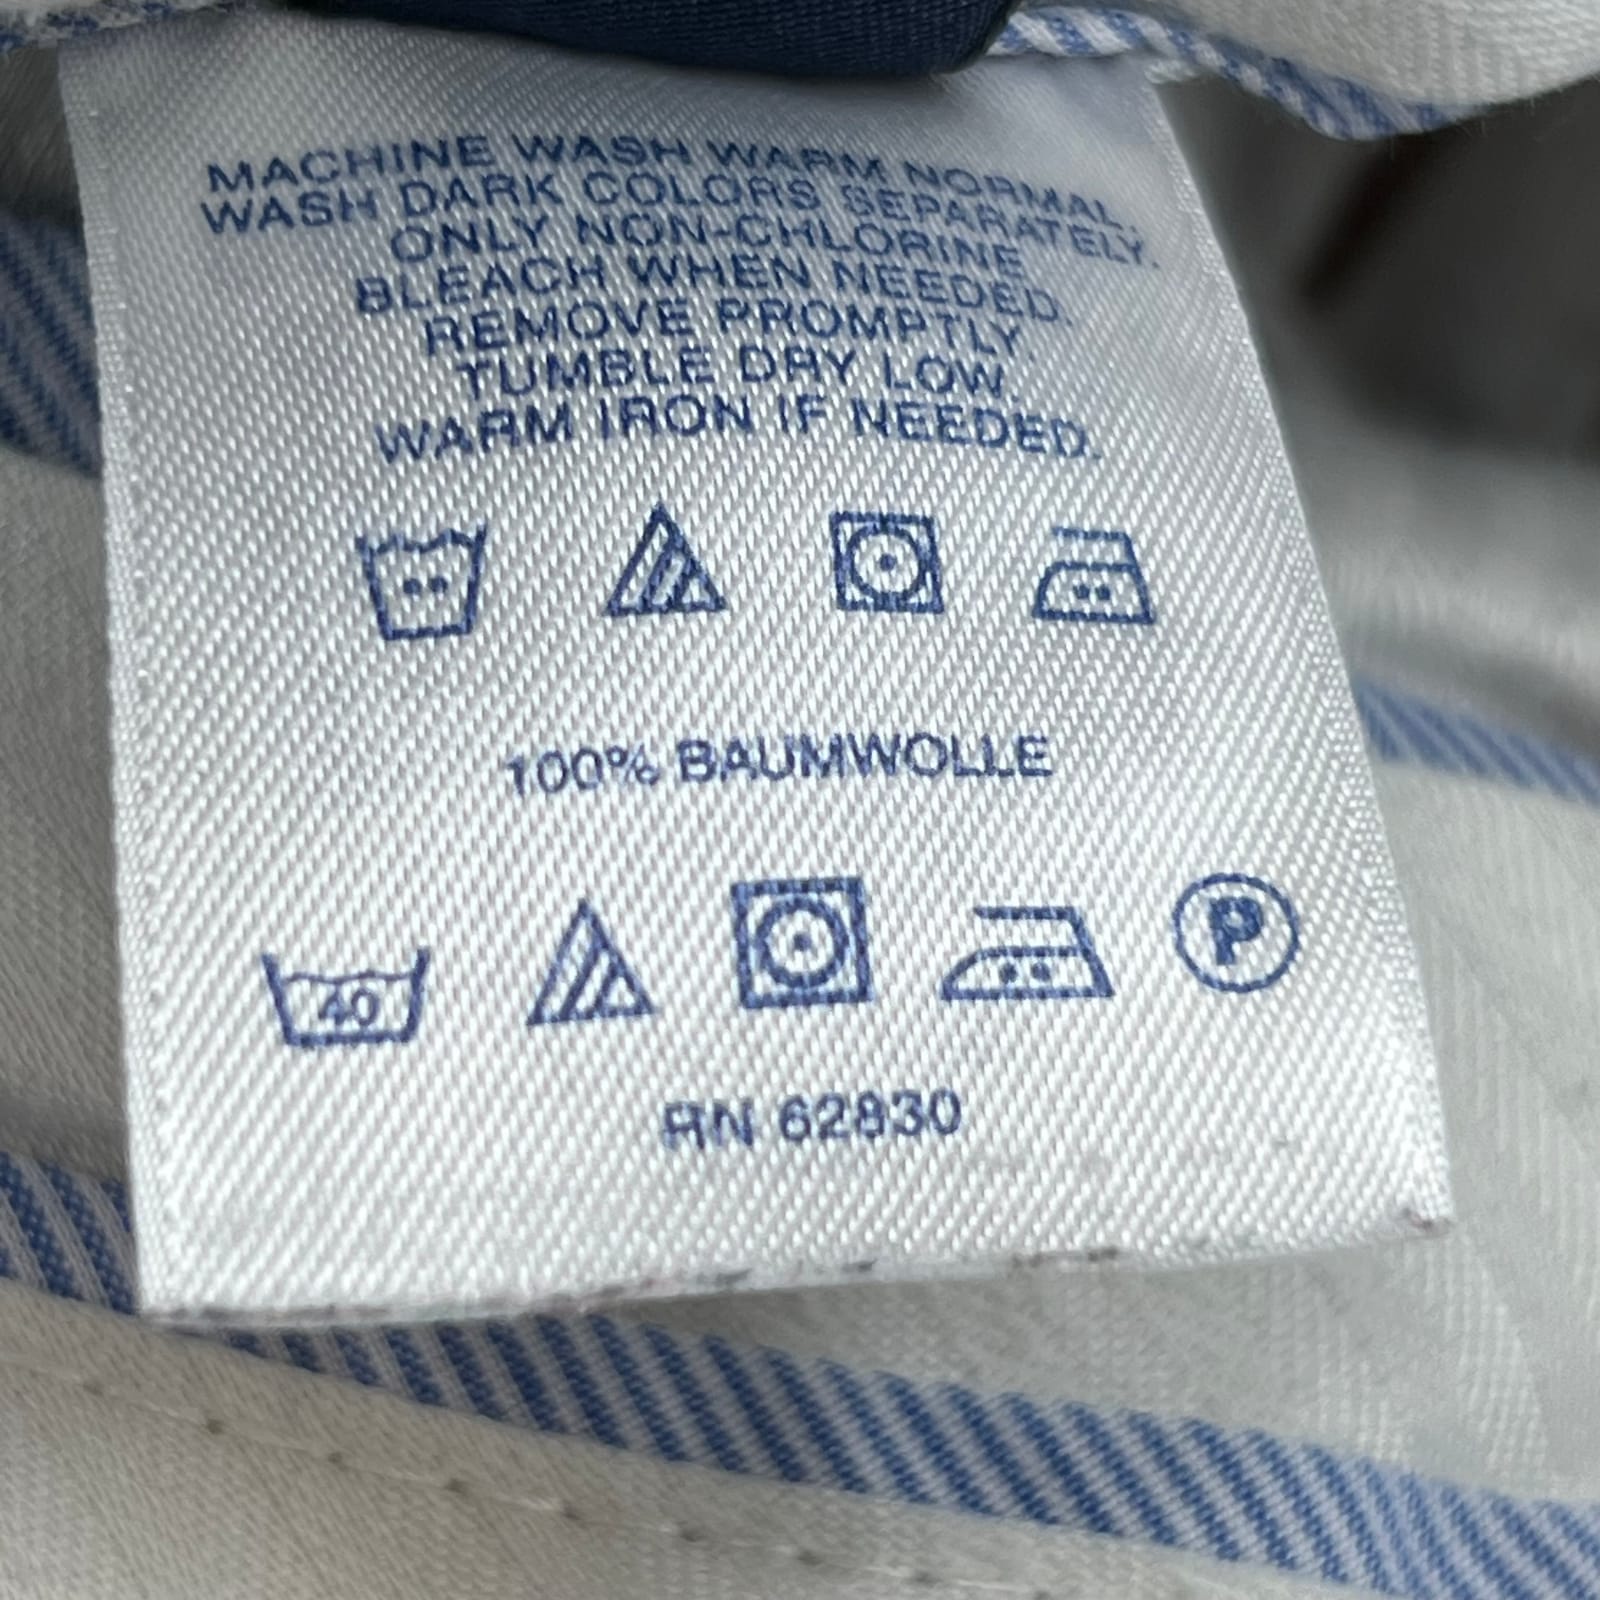 MACHINE WASH WARM NORMAL.
WASH DARK COLORS SEPARATELY.
ONLY NON-CHLORINE
BLEACH WHEN NEEDED.
REMOVE PROMPTLY.
TUMBLE DRY LOW.
WARM IRON IF NEEDED.
100% BAUMWOLLE
40 P
RN 62830